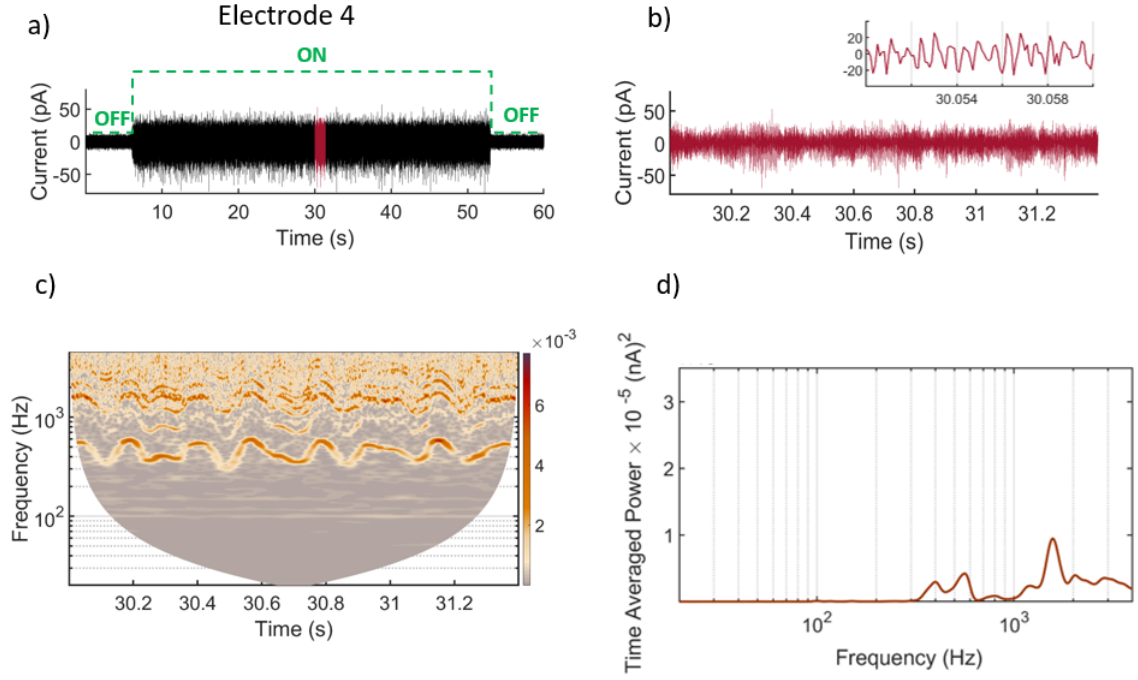 Electrode 4
a)
ON
OFF
OFF
Current (pA)
50
0
-50
10
20
30
40
50
60
Time (s)
b)
20
0
-20
30.054
30.058
Current (pA)
50
0
-50
30.2
30.4
30.6
30.8
31
31.2
Time (s)
c)
× 10⁻³
6
4
2
Frequency (Hz)
10³
10²
30.2
30.4
30.6
30.8
31
31.2
Time (s)
d)
Time Averaged Power × 10⁻⁵ (nA)²
3
2
1
10²
10³
Frequency (Hz)